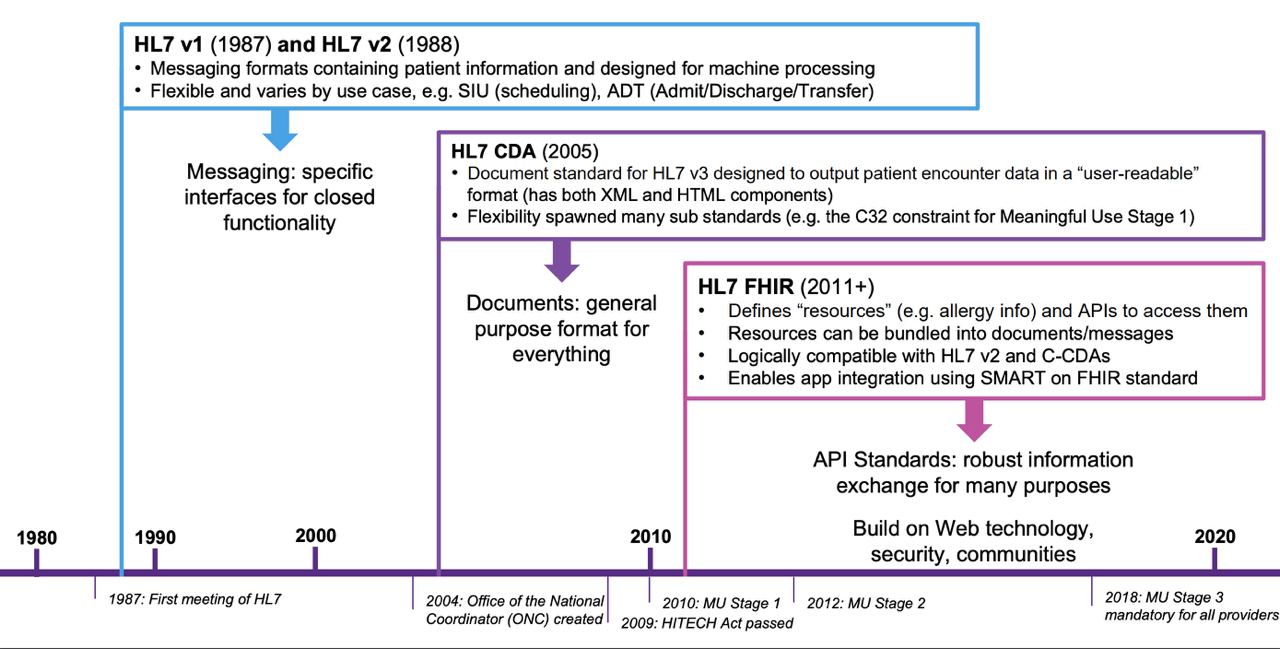 HL7 v1 (1987) and HL7 v2 (1988)
• Messaging formats containing patient information and designed for machine processing
• Flexible and varies by use case, e.g. SIU (scheduling), ADT (Admit/Discharge/Transfer)
Messaging: specific
interfaces for closed
functionality
HL7 CDA (2005)
• Document standard for HL7 v3 designed to output patient encounter data in a “user-readable”
format (has both XML and HTML components)
• Flexibility spawned many sub standards (e.g. the C32 constraint for Meaningful Use Stage 1)
Documents: general
purpose format for
everything
HL7 FHIR (2011+)
• Defines “resources” (e.g. allergy info) and APIs to access them
• Resources can be bundled into documents/messages
• Logically compatible with HL7 v2 and C-CDAs
• Enables app integration using SMART on FHIR standard
API Standards: robust information
exchange for many purposes
Build on Web technology,
security, communities
1980
1990
2000
2010
2020
1987: First meeting of HL7
2004: Office of the National
Coordinator (ONC) created
2009: HITECH Act passed
2010: MU Stage 1
2012: MU Stage 2
2018: MU Stage 3
mandatory for all providers